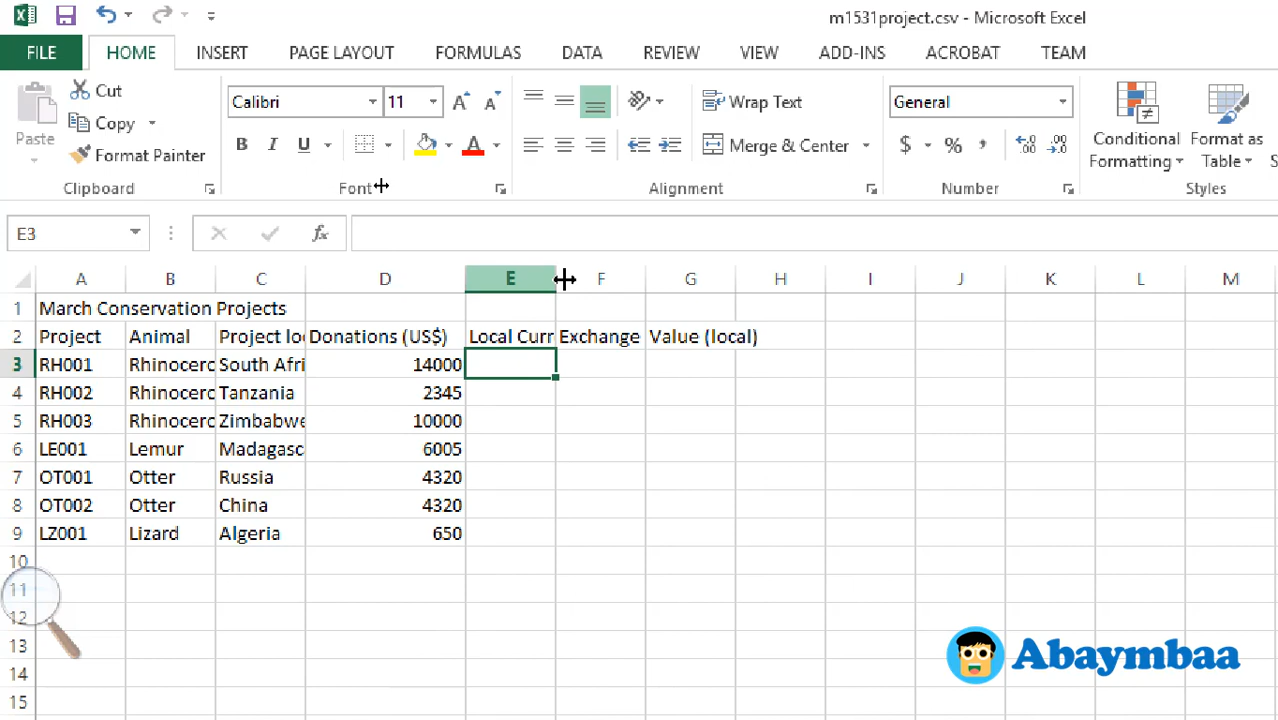 m1531project.csv - Microsoft Excel
FILE HOME INSERT PAGE LAYOUT FORMULAS DATA REVIEW VIEW ADD-INS ACROBAT TEAM
Paste
Cut
Copy
Format Painter
Clipboard
Calibri 11
B I U A
Font
Wrap Text
Merge & Center
Alignment
General
$ % ,
Number
Conditional Formatting
Format as Table
Styles
E3 fx
A B C D E F G H I J K L M
1 March Conservation Projects
2 Project Animal Project lo Donations (US$) Local Curr Exchange Value (local)
3 RH001 Rhinocero South Afri 14000
4 RH002 Rhinocero Tanzania 2345
5 RH003 Rhinocero Zimbabwe 10000
6 LE001 Lemur Madagasc 6005
7 OT001 Otter Russia 4320
8 OT002 Otter China 4320
9 LZ001 Lizard Algeria 650
10
11
12
13
14
15
Abaymbaa